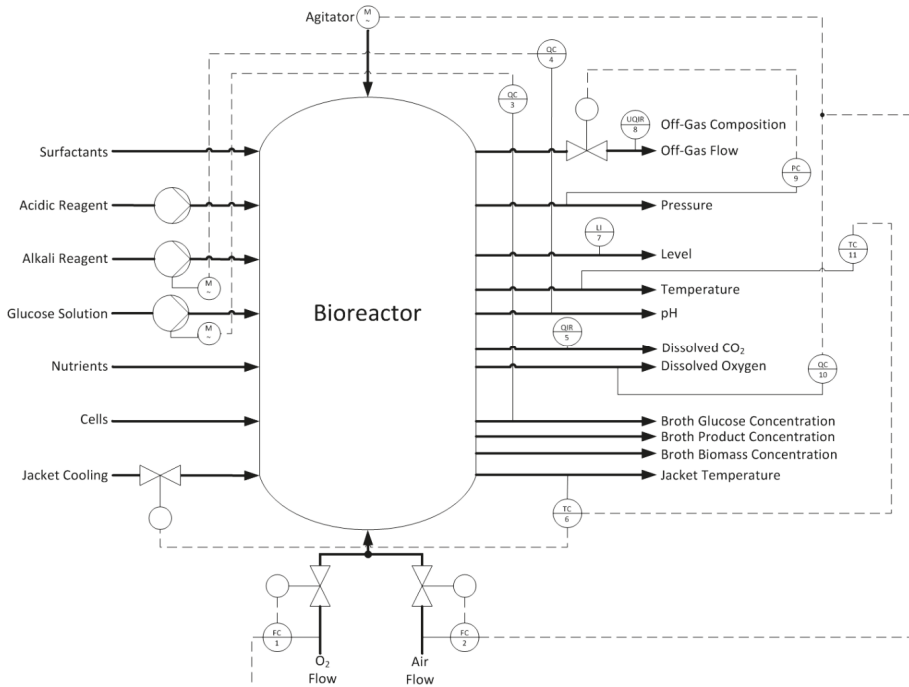 Agitator
M
~
QC
4
QC
3
UQIR
8
Off-Gas Composition
Surfactants
Off-Gas Flow
PC
9
Acidic Reagent
Pressure
LI
7
TC
11
Level
Alkali Reagent
M
~
Temperature
Glucose Solution
Bioreactor
pH
M
~
QIR
5
Dissolved CO₂
Nutrients
Dissolved Oxygen
QC
10
Cells
Broth Glucose Concentration
Broth Product Concentration
Broth Biomass Concentration
Jacket Cooling
Jacket Temperature
TC
6
FC
1
FC
2
O₂
Flow
Air
Flow